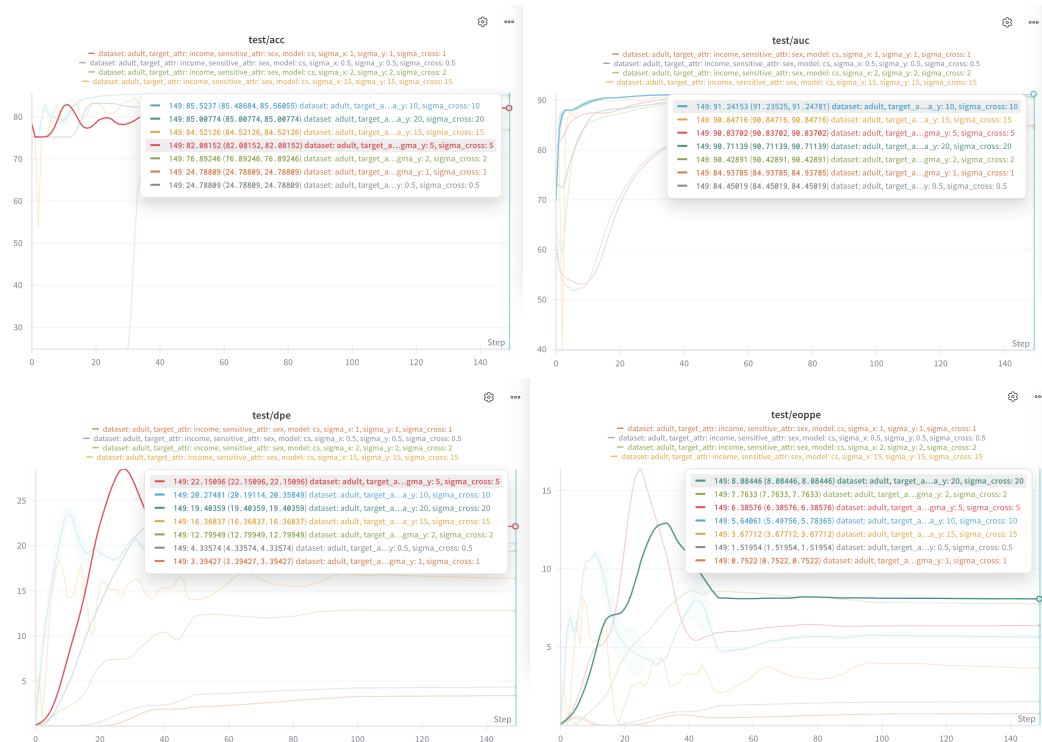 test/acc
dataset: adult, target_attr: income, sensitive_attr: sex, model: cs, sigma_x: 1, sigma_y: 1, sigma_cross: 1
dataset: adult, target_attr: income, sensitive_attr: sex, model: cs, sigma_x: 0.5, sigma_y: 0.5, sigma_cross: 0.5
dataset: adult, target_attr: income, sensitive_attr: sex, model: cs, sigma_x: 2, sigma_y: 2, sigma_cross: 2
dataset: adult, target_attr: income, sensitive_attr: sex, model: cs, sigma_x: 15, sigma_y: 15, sigma_cross: 15
149: 85.5237 (85.48684, 85.56055) dataset: adult, target_a...a_y: 10, sigma_cross: 10
149: 85.00774 (85.00774, 85.00774) dataset: adult, target_a...a_y: 20, sigma_cross: 20
149: 84.52126 (84.52126, 84.52126) dataset: adult, target_a...a_y: 15, sigma_cross: 15
149: 82.08152 (82.08152, 82.08152) dataset: adult, target_a...gma_y: 5, sigma_cross: 5
149: 76.89246 (76.89246, 76.89246) dataset: adult, target_a...gma_y: 2, sigma_cross: 2
149: 24.78809 (24.78809, 24.78809) dataset: adult, target_a...gma_y: 1, sigma_cross: 1
149: 24.78809 (24.78809, 24.78809) dataset: adult, target_a...y: 0.5, sigma_cross: 0.5
80
70
60
50
40
30
Step
0 20 40 60 80 100 120 140
test/auc
dataset: adult, target_attr: income, sensitive_attr: sex, model: cs, sigma_x: 1, sigma_y: 1, sigma_cross: 1
dataset: adult, target_attr: income, sensitive_attr: sex, model: cs, sigma_x: 0.5, sigma_y: 0.5, sigma_cross: 0.5
dataset: adult, target_attr: income, sensitive_attr: sex, model: cs, sigma_x: 2, sigma_y: 2, sigma_cross: 2
dataset: adult, target_attr: income, sensitive_attr: sex, model: cs, sigma_x: 15, sigma_y: 15, sigma_cross: 15
149: 91.24153 (91.23525, 91.24781) dataset: adult, target_a...a_y: 10, sigma_cross: 10
149: 90.84716 (90.84716, 90.84716) dataset: adult, target_a...a_y: 15, sigma_cross: 15
149: 90.83702 (90.83702, 90.83702) dataset: adult, target_a...gma_y: 5, sigma_cross: 5
149: 90.71139 (90.71139, 90.71139) dataset: adult, target_a...a_y: 20, sigma_cross: 20
149: 90.42891 (90.42891, 90.42891) dataset: adult, target_a...gma_y: 2, sigma_cross: 2
149: 84.93785 (84.93785, 84.93785) dataset: adult, target_a...gma_y: 1, sigma_cross: 1
149: 84.45019 (84.45019, 84.45019) dataset: adult, target_a...y: 0.5, sigma_cross: 0.5
90
80
70
60
50
40
Step
0 20 40 60 80 100 120 140
test/dpe
dataset: adult, target_attr: income, sensitive_attr: sex, model: cs, sigma_x: 1, sigma_y: 1, sigma_cross: 1
dataset: adult, target_attr: income, sensitive_attr: sex, model: cs, sigma_x: 0.5, sigma_y: 0.5, sigma_cross: 0.5
dataset: adult, target_attr: income, sensitive_attr: sex, model: cs, sigma_x: 2, sigma_y: 2, sigma_cross: 2
dataset: adult, target_attr: income, sensitive_attr: sex, model: cs, sigma_x: 15, sigma_y: 15, sigma_cross: 15
149: 22.15096 (22.15096, 22.15096) dataset: adult, target_a...gma_y: 5, sigma_cross: 5
149: 20.27481 (20.19114, 20.35849) dataset: adult, target_a...a_y: 10, sigma_cross: 10
149: 19.40359 (19.40359, 19.40359) dataset: adult, target_a...a_y: 20, sigma_cross: 20
149: 16.36837 (16.36837, 16.36837) dataset: adult, target_a...a_y: 15, sigma_cross: 15
149: 12.79949 (12.79949, 12.79949) dataset: adult, target_a...gma_y: 2, sigma_cross: 2
149: 4.33574 (4.33574, 4.33574) dataset: adult, target_a...y: 0.5, sigma_cross: 0.5
149: 3.39427 (3.39427, 3.39427) dataset: adult, target_a...gma_y: 1, sigma_cross: 1
25
20
15
10
5
Step
0 20 40 60 80 100 120 140
test/eoppe
dataset: adult, target_attr: income, sensitive_attr: sex, model: cs, sigma_x: 1, sigma_y: 1, sigma_cross: 1
dataset: adult, target_attr: income, sensitive_attr: sex, model: cs, sigma_x: 0.5, sigma_y: 0.5, sigma_cross: 0.5
dataset: adult, target_attr: income, sensitive_attr: sex, model: cs, sigma_x: 2, sigma_y: 2, sigma_cross: 2
dataset: adult, target_attr: income, sensitive_attr: sex, model: cs, sigma_x: 15, sigma_y: 15, sigma_cross: 15
149: 8.08446 (8.08446, 8.08446) dataset: adult, target_a...a_y: 20, sigma_cross: 20
149: 7.7633 (7.7633, 7.7633) dataset: adult, target_a...gma_y: 2, sigma_cross: 2
149: 6.38576 (6.38576, 6.38576) dataset: adult, target_a...gma_y: 5, sigma_cross: 5
149: 5.64061 (5.49756, 5.78365) dataset: adult, target_a...a_y: 10, sigma_cross: 10
149: 3.67712 (3.67712, 3.67712) dataset: adult, target_a...a_y: 15, sigma_cross: 15
149: 1.51954 (1.51954, 1.51954) dataset: adult, target_a...y: 0.5, sigma_cross: 0.5
149: 0.7522 (0.7522, 0.7522) dataset: adult, target_a...gma_y: 1, sigma_cross: 1
15
10
5
Step
0 20 40 60 80 100 120 140